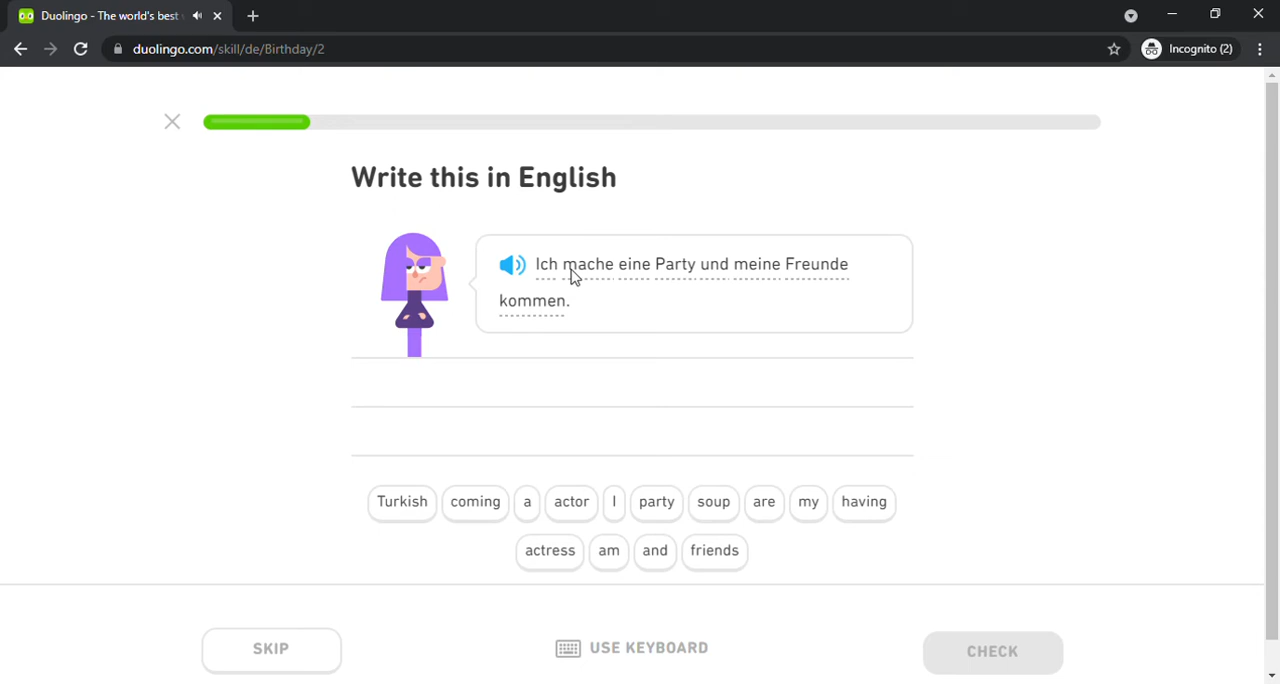 Duolingo - The world's best
duolingo.com/skill/de/Birthday/2
Incognito (2)
Write this in English
Ich mache eine Party und meine Freunde
kommen.
Turkish coming a actor I party soup are my having
actress am and friends
SKIP
USE KEYBOARD
CHECK